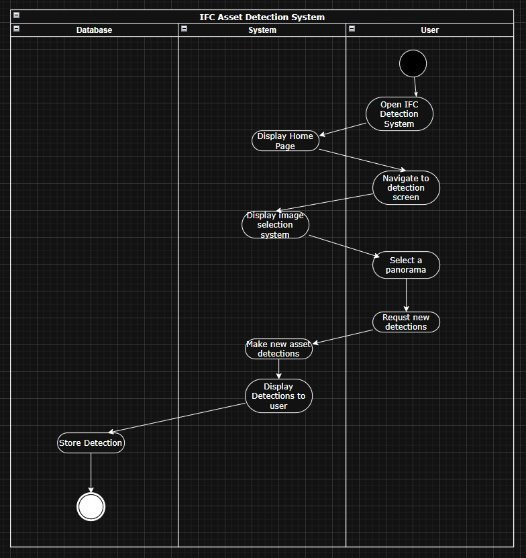 IFC Asset Detection System
Database
System
User
Open IFC
Detection
System
Display Home
Page
Navigate to
detection
screen
Display Image
selection
system
Select a
panorama
Requst new
detections
Make new asset
detections
Display
Detections to
user
Store Detection